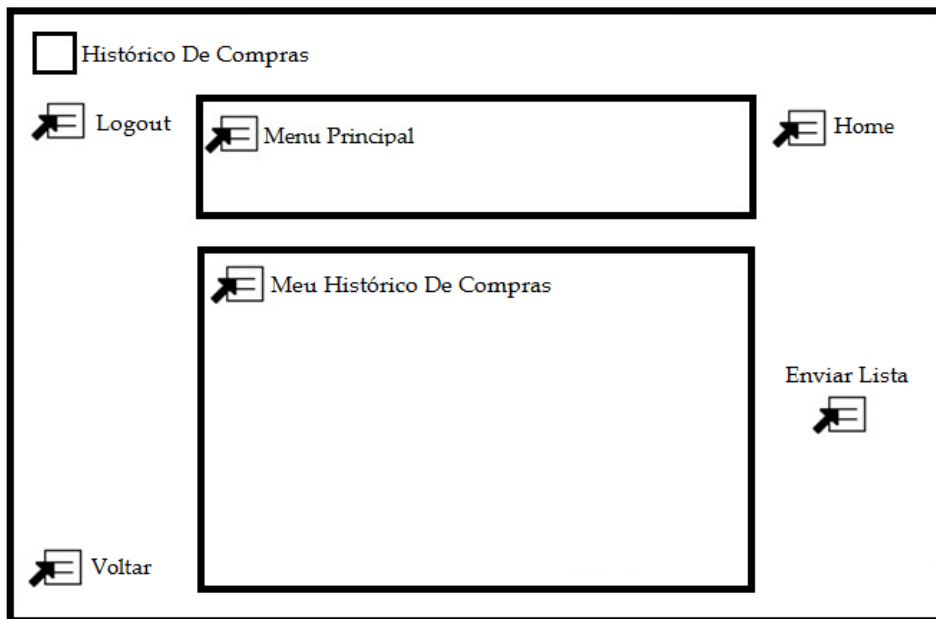 Histórico De Compras
Logout
Menu Principal
Home
Meu Histórico De Compras
Enviar Lista
Voltar